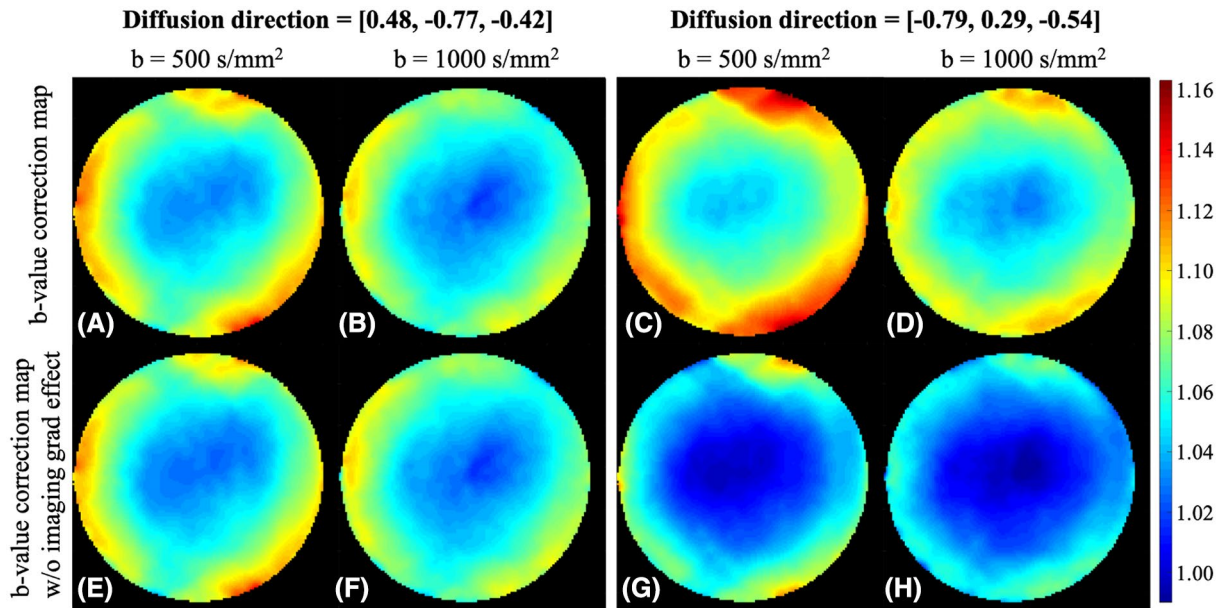 Diffusion direction = [0.48, -0.77, -0.42]
Diffusion direction = [-0.79, 0.29, -0.54]
b = 500 s/mm²
b = 1000 s/mm²
b = 500 s/mm²
b = 1000 s/mm²
b-value correction map
(A)
(B)
(C)
(D)
b-value correction map
w/o imaging grad effect
(E)
(F)
(G)
(H)
1.16
1.14
1.12
1.10
1.08
1.06
1.04
1.02
1.00